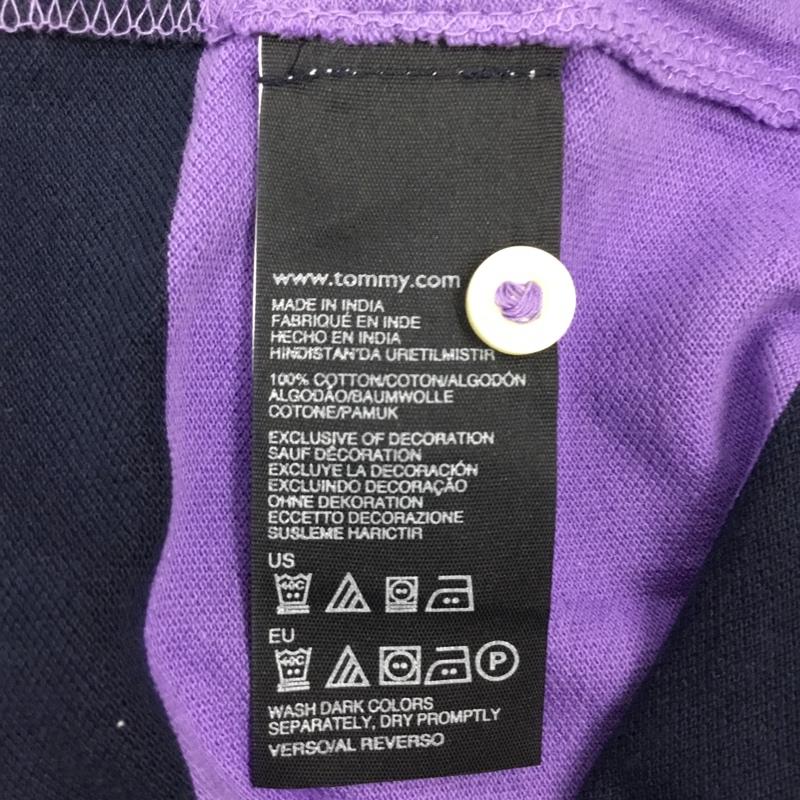 www.tommy.com
MADE IN INDIA
FABRIQUÉ EN INDE
HECHO EN INDIA
HINDISTAN'DA URETILMISTIR
100% COTTON/COTON/ALGODÓN
ALGODÃO/BAUMWOLLE
COTONE/PAMUK
EXCLUSIVE OF DECORATION
SAUF DÉCORATION
EXCLUYE LA DECORACIÓN
EXCLUINDO DECORAÇÃO
OHNE DEKORATION
ECCETTO DECORAZIONE
SUSLEME HARICTIR
US
40C
EU
40C P
WASH DARK COLORS
SEPARATELY, DRY PROMPTLY
VERSO/AL REVERSO